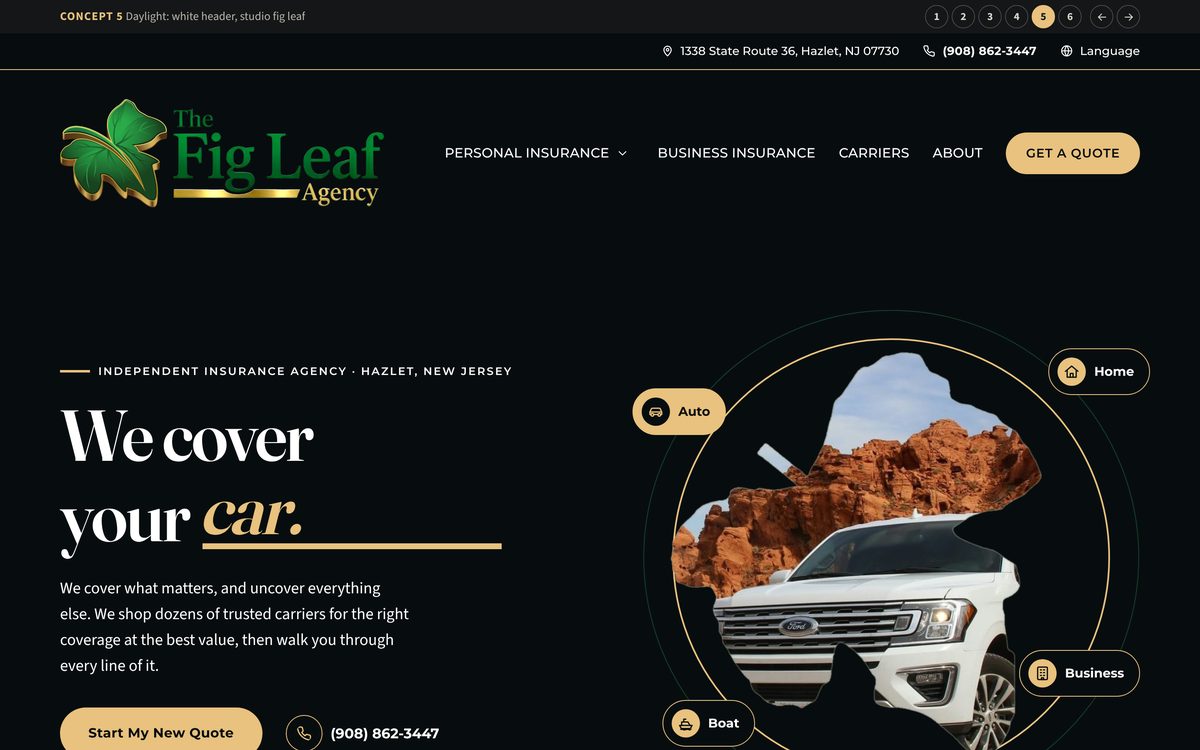 CONCEPT 5 Daylight: white header, studio fig leaf
1 2 3 4 5 6
1338 State Route 36, Hazlet, NJ 07730
(908) 862-3447
Language
The
Fig Leaf
Agency
PERSONAL INSURANCE
BUSINESS INSURANCE
CARRIERS
ABOUT
GET A QUOTE
INDEPENDENT INSURANCE AGENCY · HAZLET, NEW JERSEY
We cover
your car.
We cover what matters, and uncover everything
else. We shop dozens of trusted carriers for the right
coverage at the best value, then walk you through
every line of it.
Start My New Quote
(908) 862-3447
Home
Auto
Ford
Business
Boat